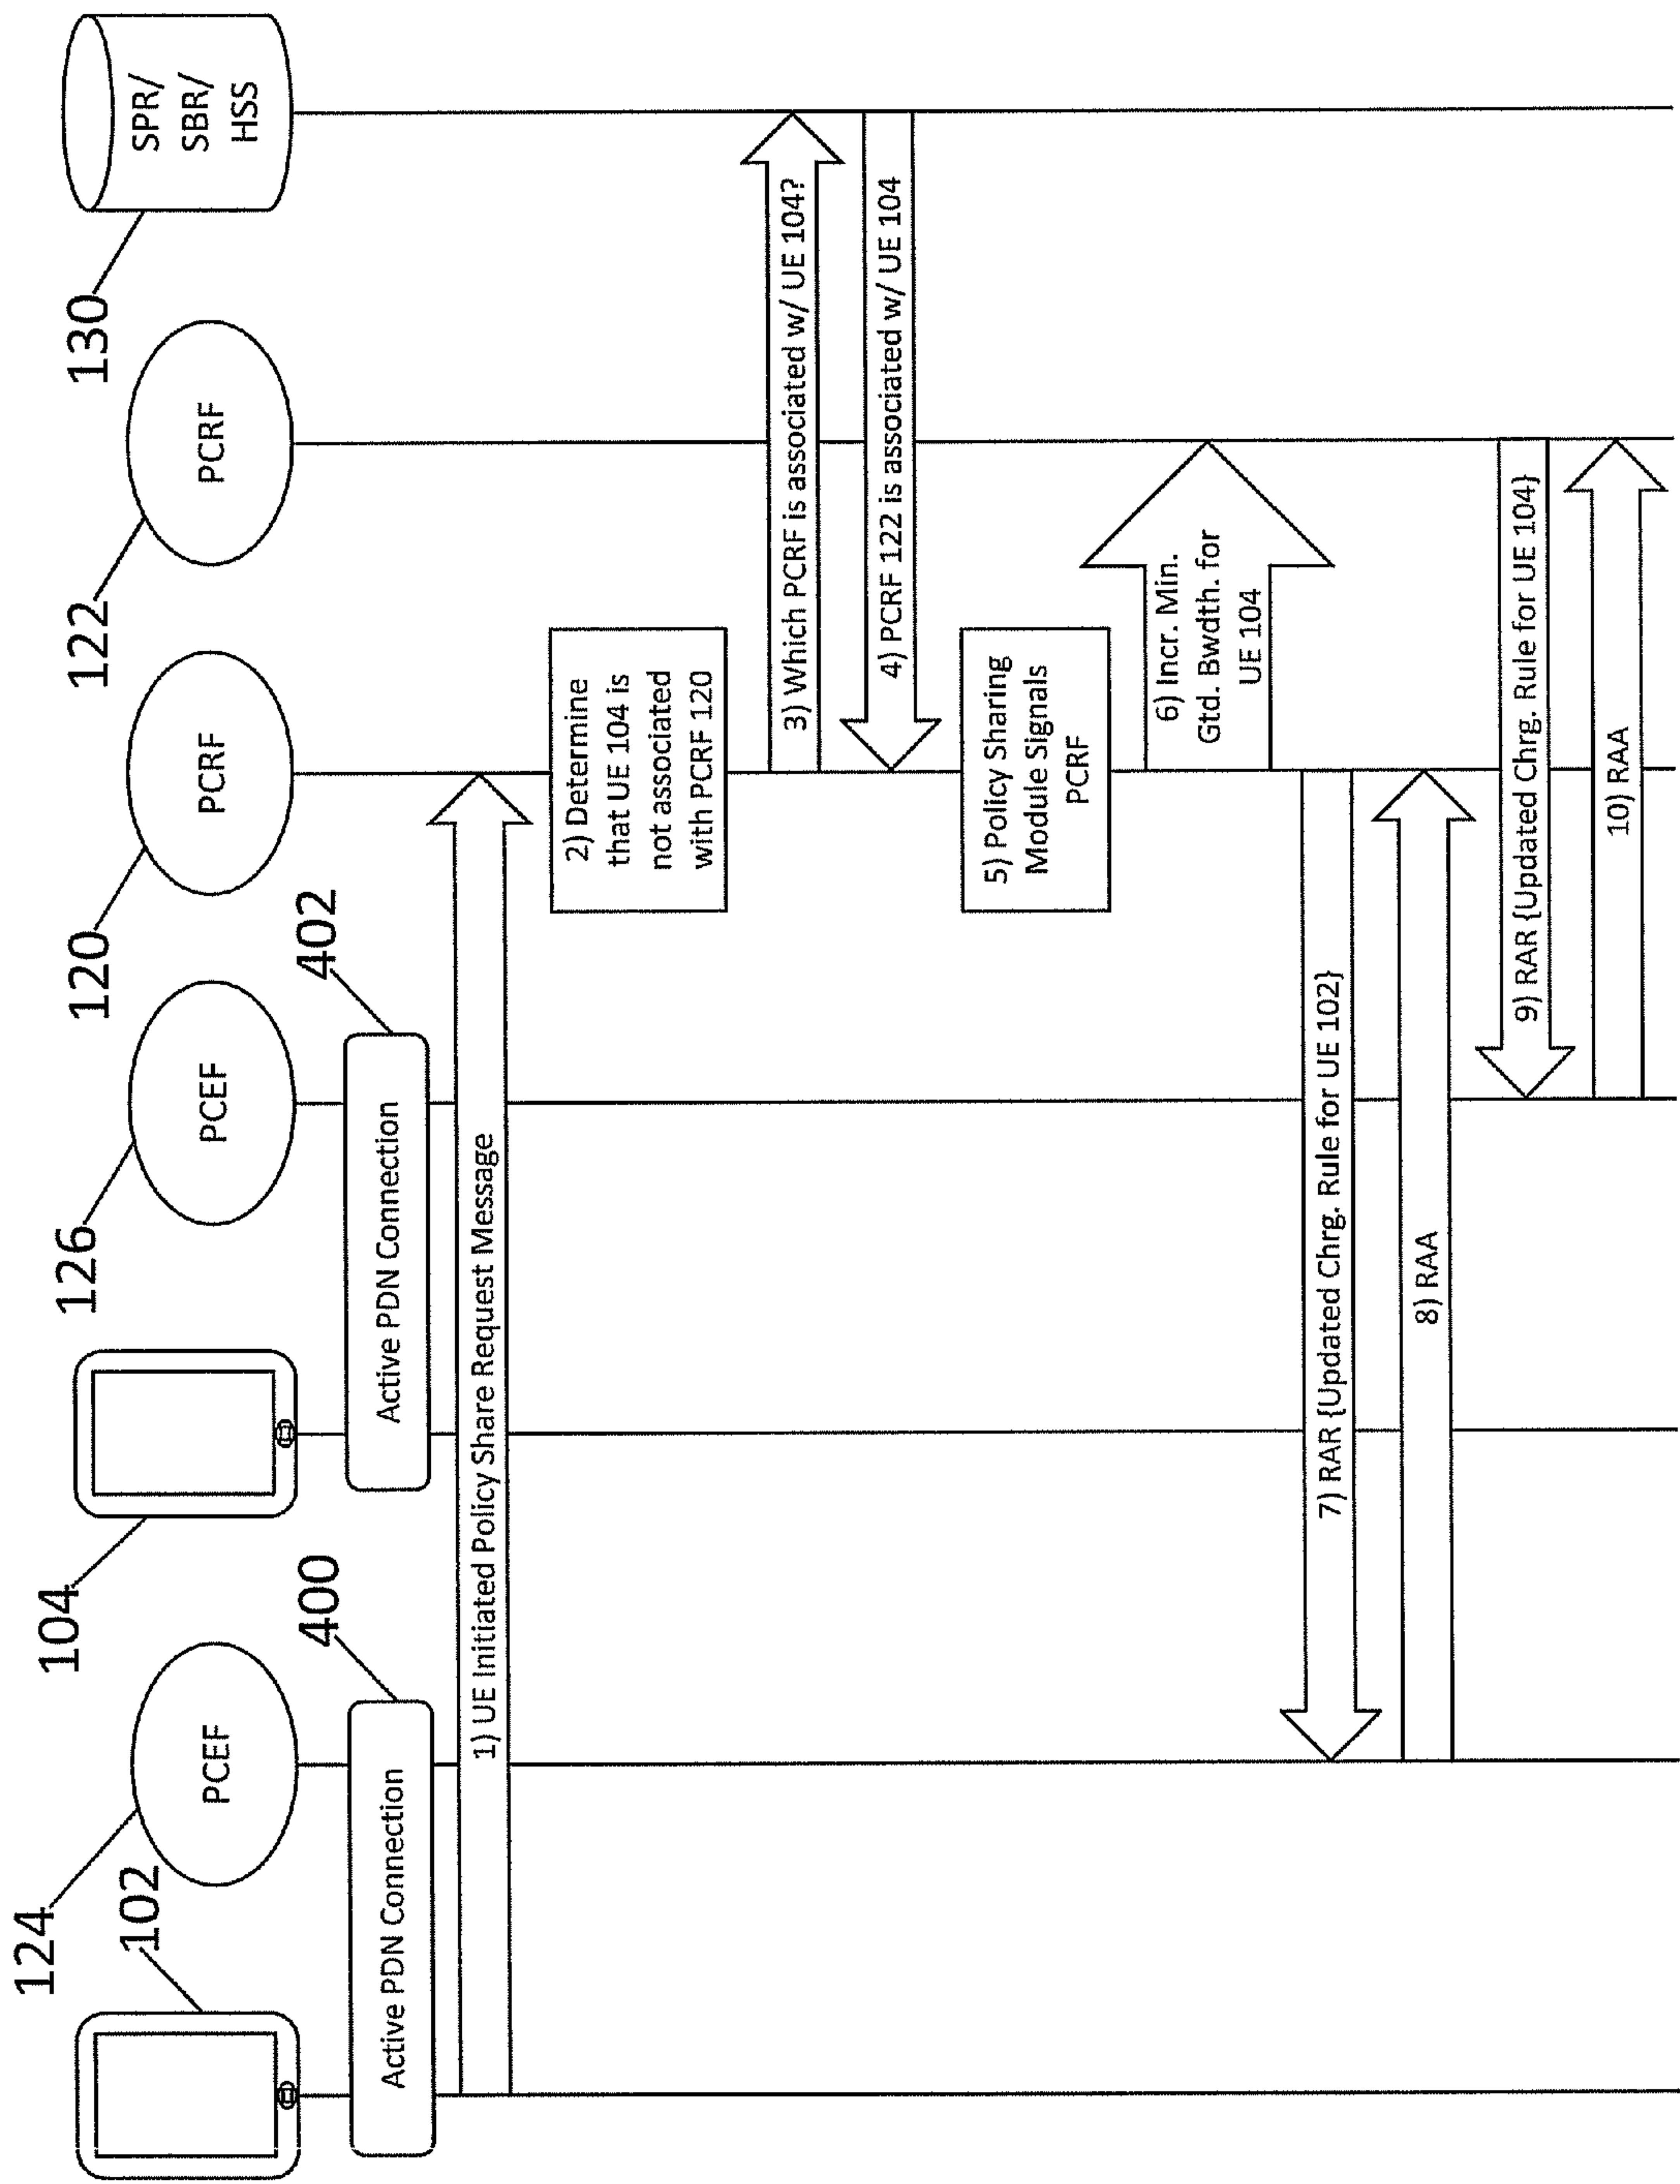 102
124
PCEF
104
126
PCEF
120
PCRF
122
PCRF
130
SPR/
SBR/
HSS
400
Active PDN Connection
402
Active PDN Connection
1) UE Initiated Policy Share Request Message
2) Determine
that UE 104 is
not associated
with PCRF 120
3) Which PCRF is associated w/ UE 104?
4) PCRF 122 is associated w/ UE 104
5) Policy Sharing
Module Signals
PCRF
6) Incr. Min.
Gtd. Bwdth. for
UE 104
7) RAR {Updated Chrg. Rule for UE 102}
8) RAA
9) RAR {Updated Chrg. Rule for UE 104}
10) RAA